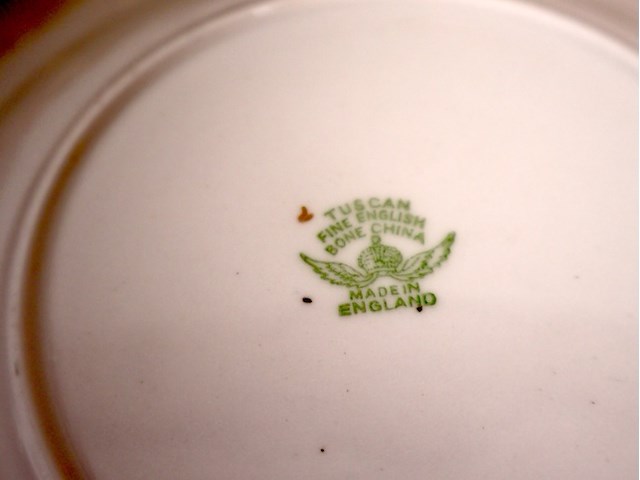 TUSCAN
FINE ENGLISH
BONE CHINA
MADE IN
ENGLAND